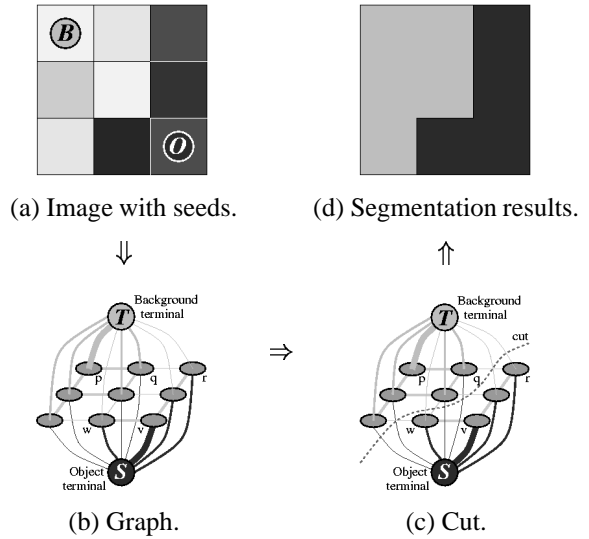 B
O
(a) Image with seeds.
(d) Segmentation results.
⇓
⇑
Background
terminal
T
p
q
r
w
v
Object
terminal
S
(b) Graph.
⇒
Background
terminal
T
cut
p
q
r
w
v
Object
terminal
S
(c) Cut.